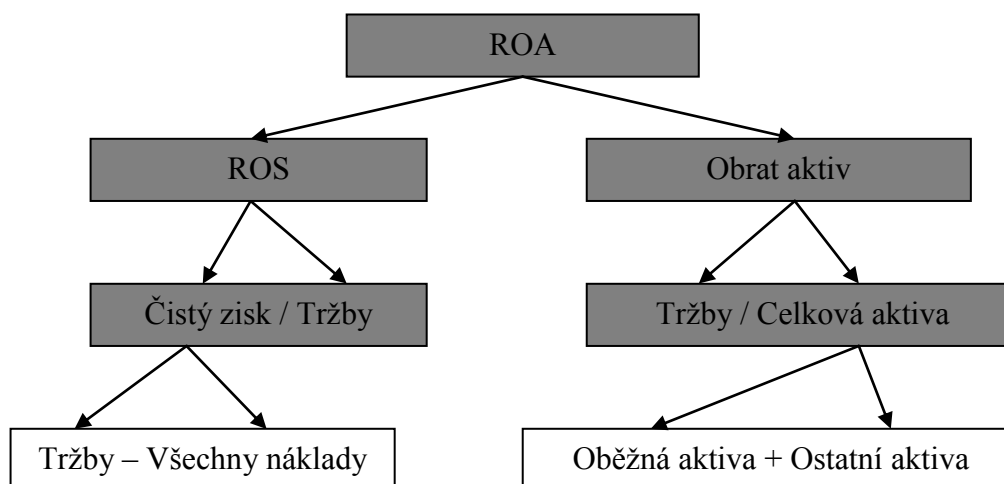 ROA
ROS
Obrat aktiv
Čistý zisk / Tržby
Tržby / Celková aktiva
Tržby – Všechny náklady
Oběžná aktiva + Ostatní aktiva